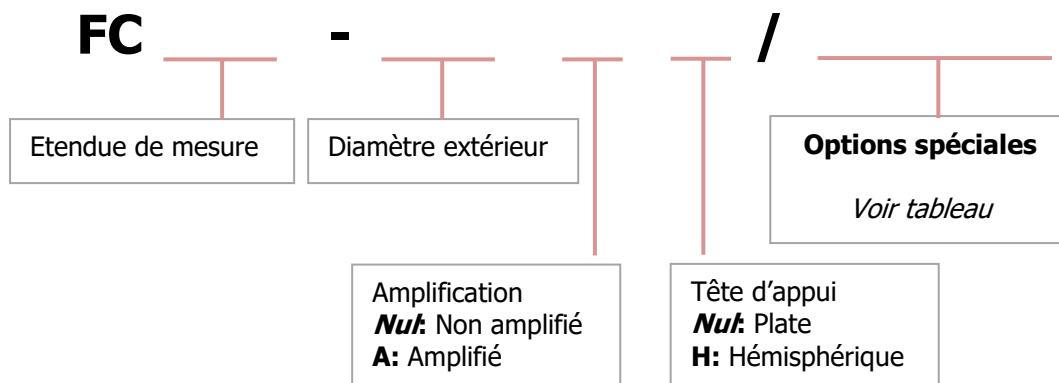 FC - /
Etendue de mesure
Diamètre extérieur
Options spéciales
Voir tableau
Amplification
Nul: Non amplifié
A: Amplifié
Tête d’appui
Nul: Plate
H: Hémisphérique